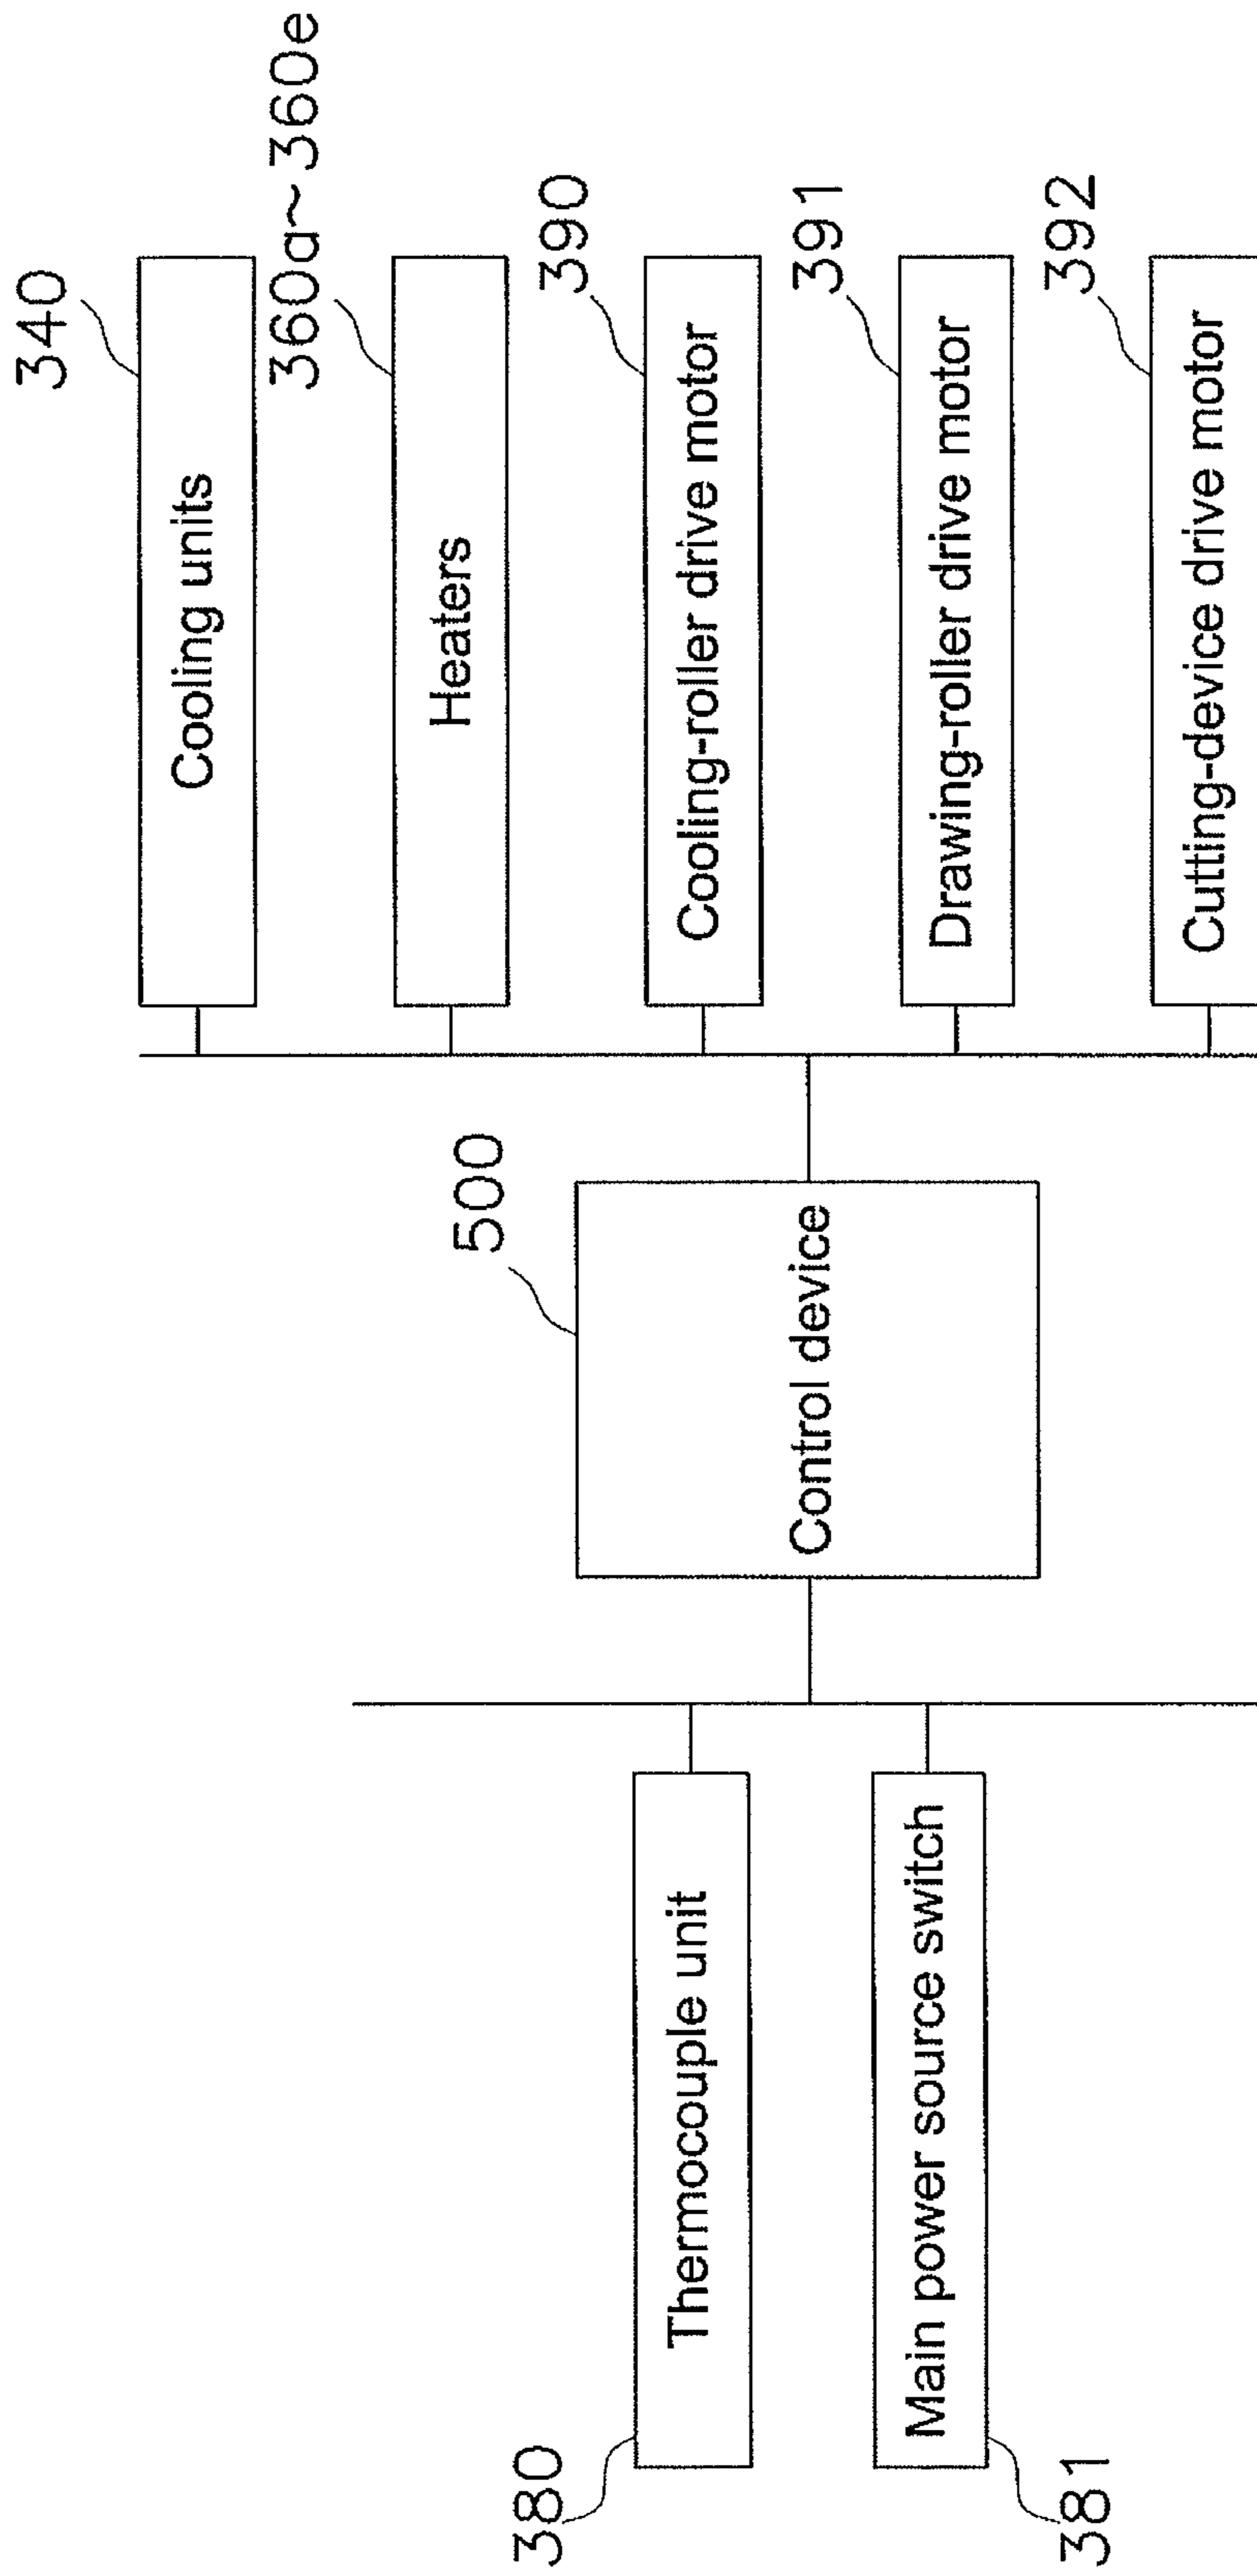 340
Cooling units
360a~360e
Heaters
390
500
Cooling-roller drive motor
380
Thermocouple unit
Control device
391
Drawing-roller drive motor
Main power source switch
381
392
Cutting-device drive motor